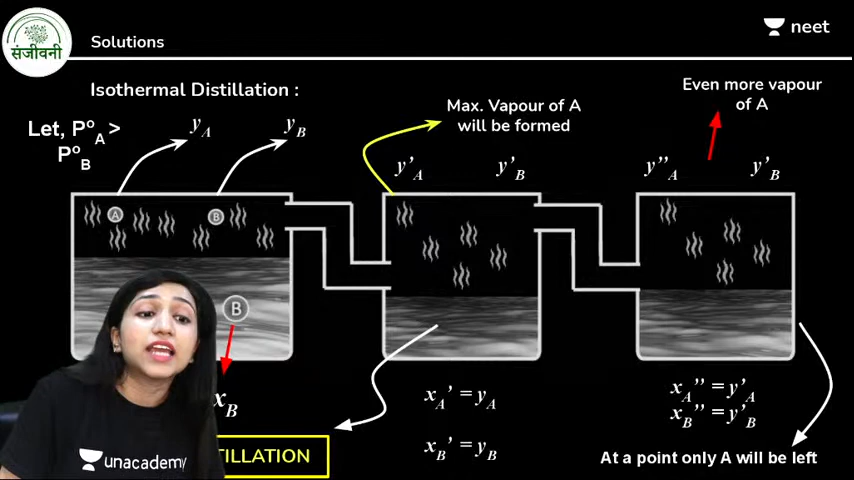 संजीवनी
Solutions
neet
Isothermal Distillation :
Let, P°A >
P°B
yA
yB
Max. Vapour of A
will be formed
Even more vapour
of A
y'A
y'B
y''A
y'B
A
B
B
xB
xA' = yA
xB' = yB
xA'' = y'A
xB'' = y'B
At a point only A will be left
TILLATION
unacademy